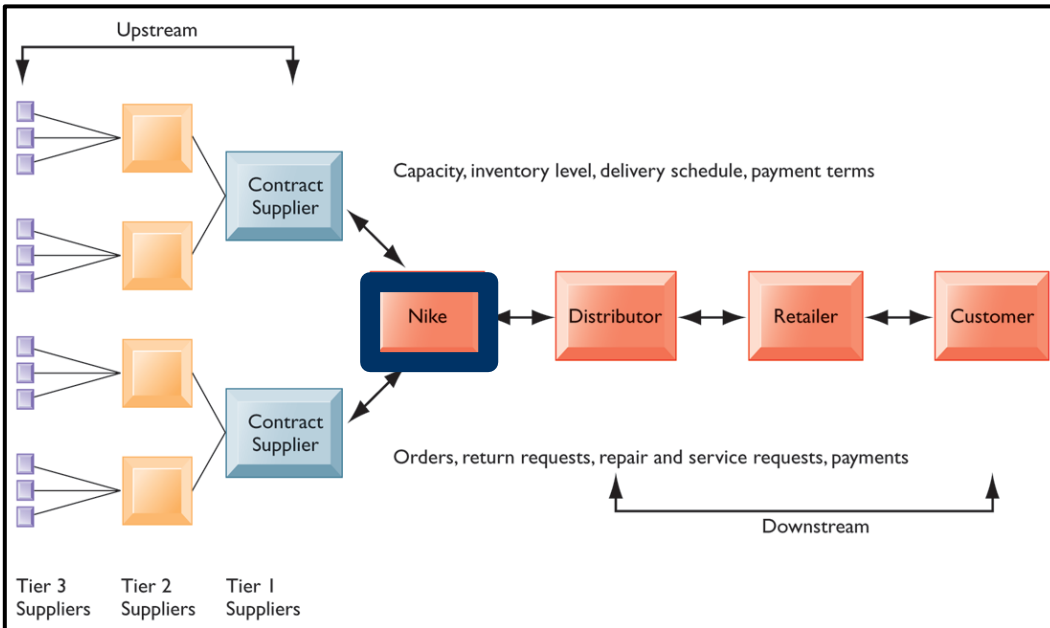 Upstream
Contract
Supplier
Capacity, inventory level, delivery schedule, payment terms
Nike
Distributor
Retailer
Customer
Contract
Supplier
Orders, return requests, repair and service requests, payments
Downstream
Tier 3
Suppliers
Tier 2
Suppliers
Tier 1
Suppliers